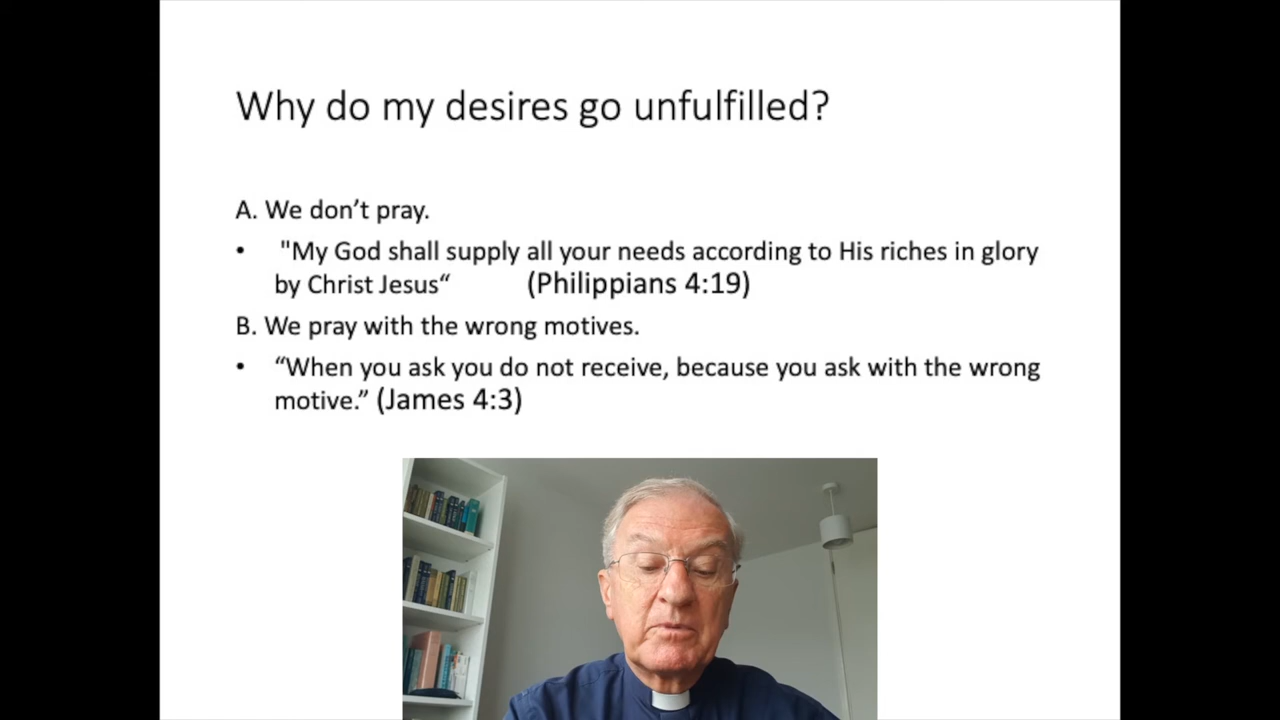 Why do my desires go unfulfilled?
A. We don’t pray.
• "My God shall supply all your needs according to His riches in glory
by Christ Jesus“ (Philippians 4:19)
B. We pray with the wrong motives.
• “When you ask you do not receive, because you ask with the wrong
motive.” (James 4:3)